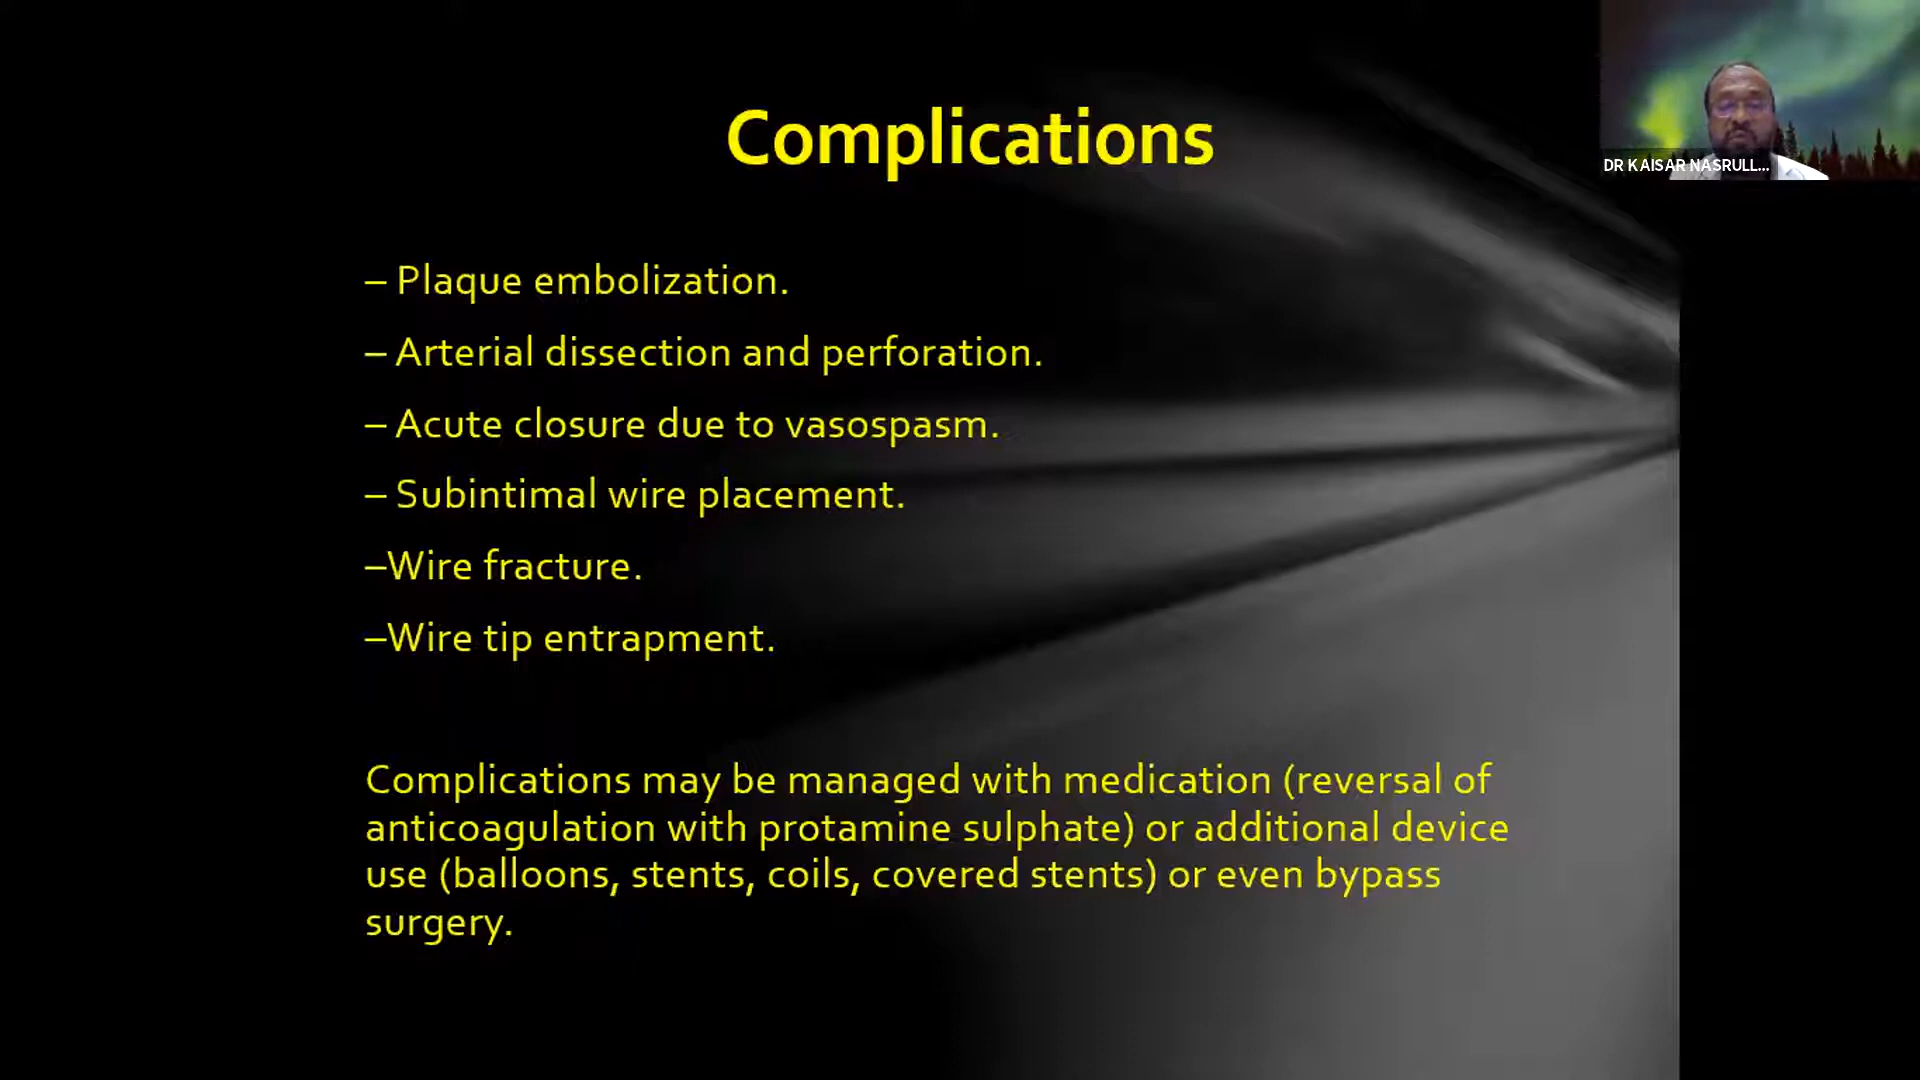 Complications
DR KAISAR NASRULL...
– Plaque embolization.
– Arterial dissection and perforation.
– Acute closure due to vasospasm.
– Subintimal wire placement.
–Wire fracture.
–Wire tip entrapment.
Complications may be managed with medication (reversal of
anticoagulation with protamine sulphate) or additional device
use (balloons, stents, coils, covered stents) or even bypass
surgery.